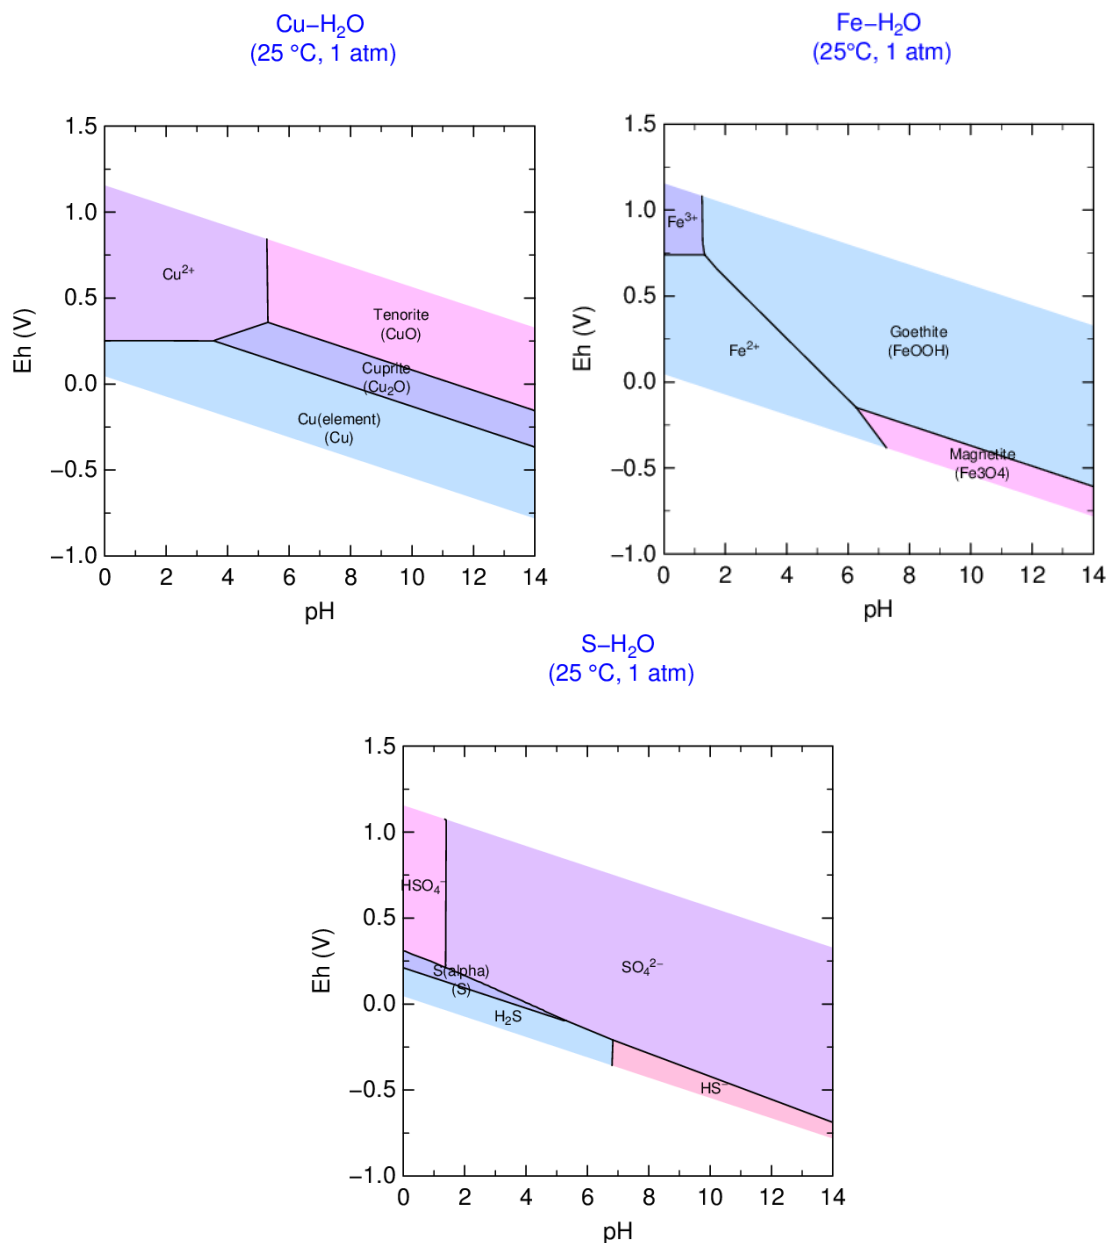 Cu−H₂O
(25 °C, 1 atm)
1.5
1.0
0.5
0.0
−0.5
−1.0
Eh (V)
0 2 4 6 8 10 12 14
pH
Cu²⁺
Tenorite
(CuO)
Cuprite
(Cu₂O)
Cu(element)
(Cu)
Fe−H₂O
(25°C, 1 atm)
1.5
1.0
0.5
0.0
−0.5
−1.0
Eh (V)
0 2 4 6 8 10 12 14
pH
Fe³⁺
Fe²⁺
Goethite
(FeOOH)
Magnetite
(Fe3O4)
S−H₂O
(25 °C, 1 atm)
1.5
1.0
0.5
0.0
−0.5
−1.0
Eh (V)
0 2 4 6 8 10 12 14
pH
HSO₄⁻
SO₄²⁻
S(alpha)
(S)
H₂S
HS⁻